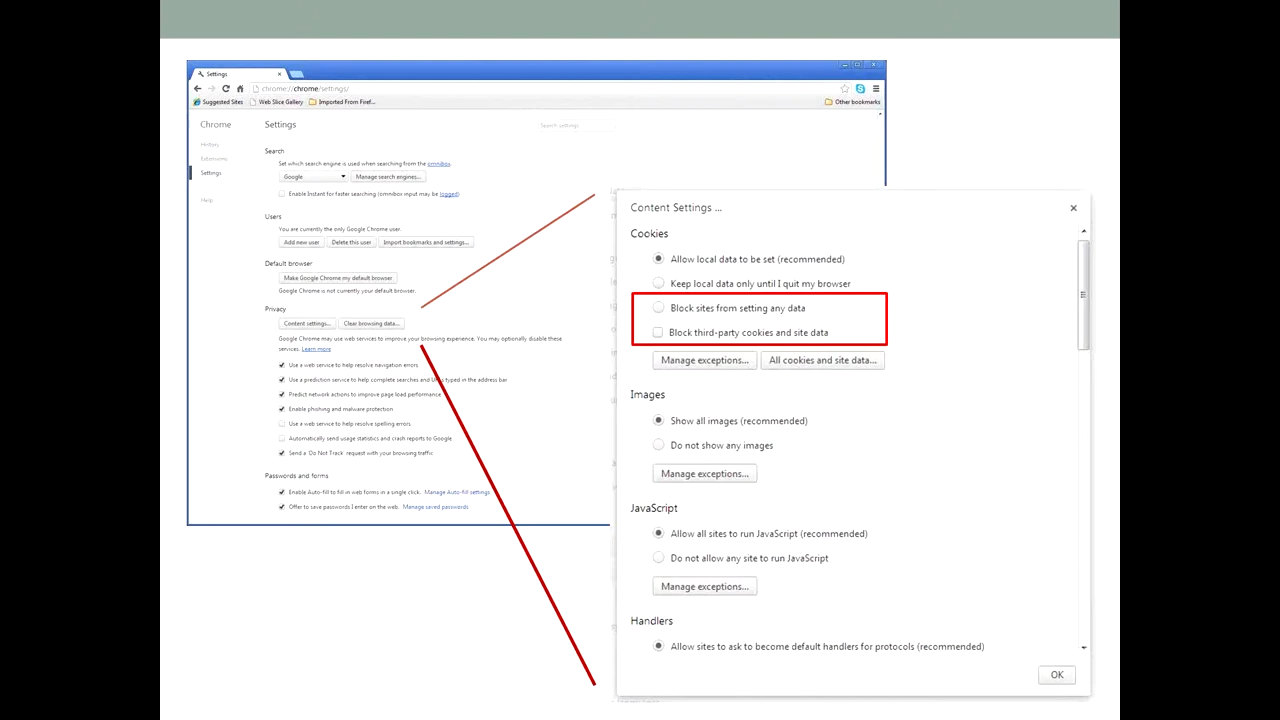 Settings
chrome://chrome/settings/
Suggested Sites Web Slice Gallery Imported From Firef... Other bookmarks
Chrome
History
Extensions
Settings
Help
Settings
Search settings
Search
Set which search engine is used when searching from the omnibox.
Google Manage search engines...
Enable Instant for faster searching (omnibox input may be logged)
Users
You are currently the only Google Chrome user.
Add new user Delete this user Import bookmarks and settings...
Default browser
Make Google Chrome my default browser
Google Chrome is not currently your default browser.
Privacy
Content settings... Clear browsing data...
Google Chrome may use web services to improve your browsing experience. You may optionally disable these
services. Learn more
Use a web service to help resolve navigation errors
Use a prediction service to help complete searches and typed in the address bar
Predict network actions to improve page load performance
Enable phishing and malware protection
Use a web service to help resolve spelling errors
Automatically send usage statistics and crash reports to Google
Send a 'Do Not Track' request with your browsing traffic
Passwords and forms
Enable Auto-fill to fill in web forms in a single click. Manage Auto-fill settings
Offer to save passwords I enter on the web. Manage saved passwords
Content Settings ...
Cookies
Allow local data to be set (recommended)
Keep local data only until I quit my browser
Block sites from setting any data
Block third-party cookies and site data
Manage exceptions... All cookies and site data...
Images
Show all images (recommended)
Do not show any images
Manage exceptions...
JavaScript
Allow all sites to run JavaScript (recommended)
Do not allow any site to run JavaScript
Manage exceptions...
Handlers
Allow sites to ask to become default handlers for protocols (recommended)
OK